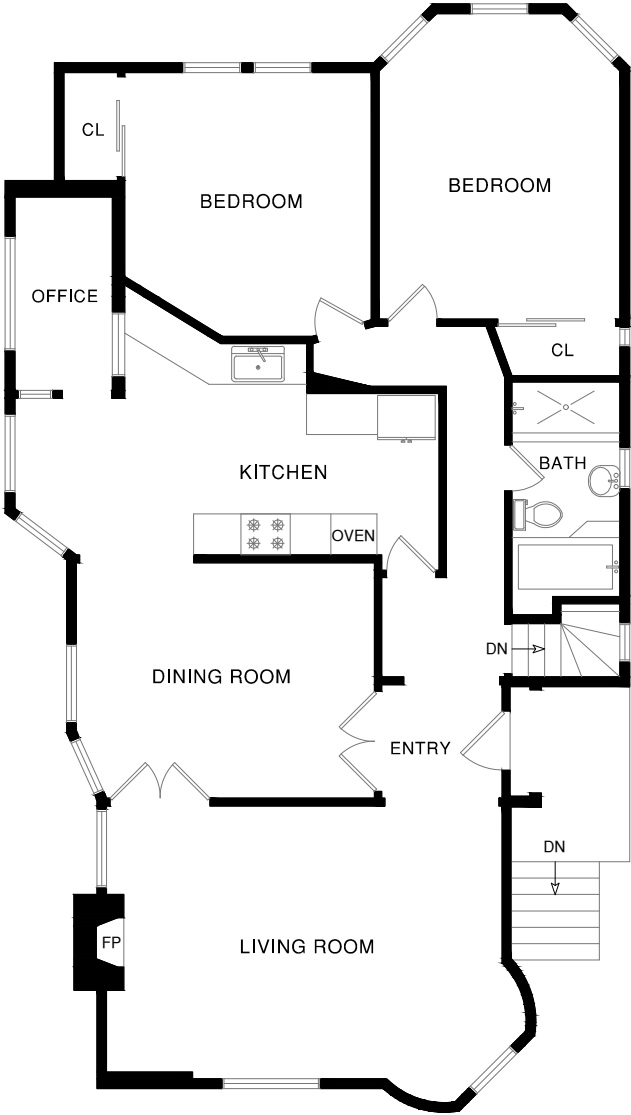 CL
BEDROOM
BEDROOM
OFFICE
CL
KITCHEN
BATH
OVEN
DN
DINING ROOM
ENTRY
DN
FP
LIVING ROOM